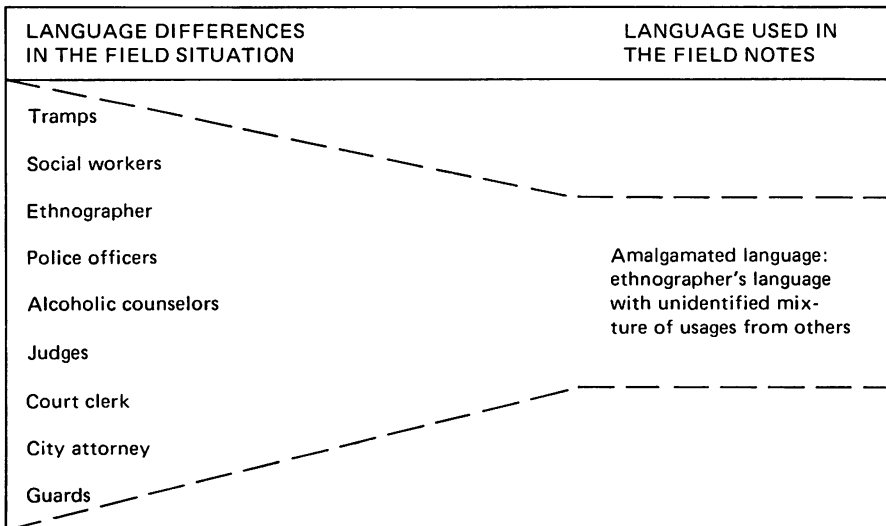 LANGUAGE DIFFERENCES
IN THE FIELD SITUATION
LANGUAGE USED IN
THE FIELD NOTES
Tramps
Social workers
Ethnographer
Police officers
Alcoholic counselors
Judges
Court clerk
City attorney
Guards
Amalgamated language:
ethnographer's language
with unidentified mix-
ture of usages from others